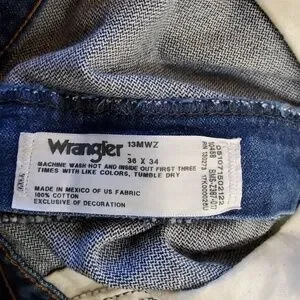 Wrangler 13MWZ
36 X 34
MACHINE WASH HOT AND INSIDE OUT FIRST THREE
TIMES WITH LIKE COLORS, TUMBLE DRY
MADE IN MEXICO OF US FABRIC
100% COTTON
EXCLUSIVE OF DECORATION